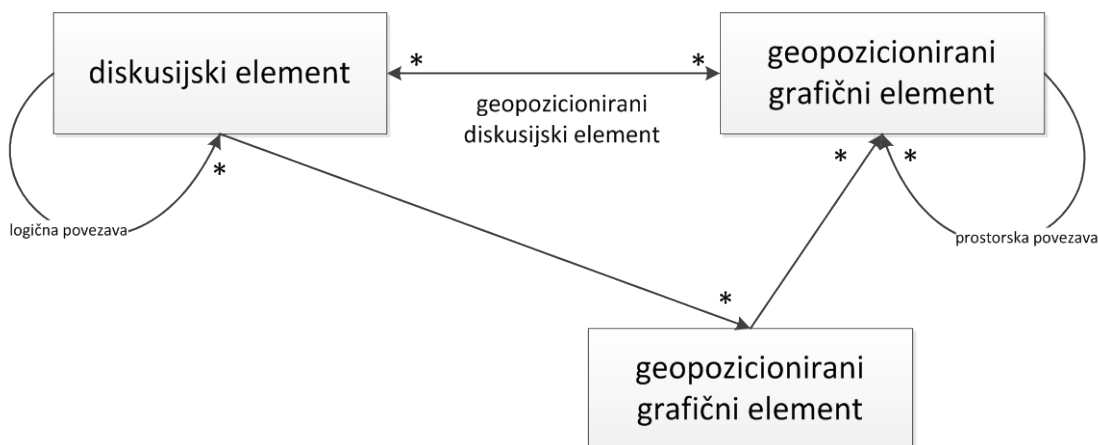 diskusijski element
geopozicionirani
grafični element
*
*
geopozicionirani
diskusijski element
*
*
*
logična povezava
prostorska povezava
*
geopozicionirani
grafični element